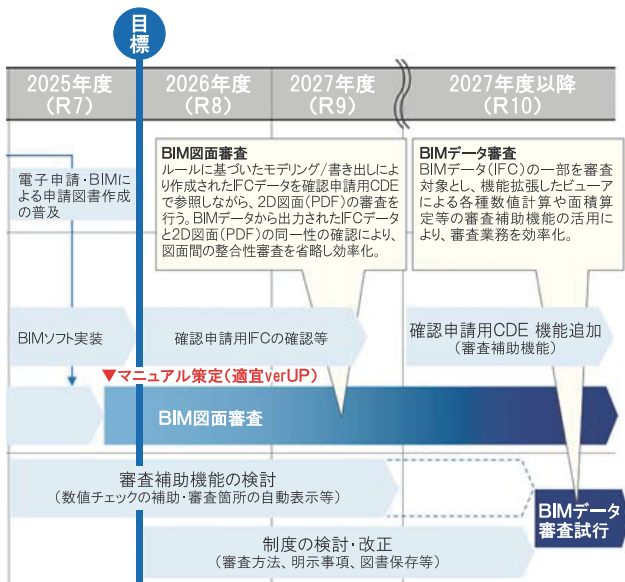 目
標
2025年度
(R7)
2026年度
(R8)
2027年度
(R9)
2027年度以降
(R10)
電子申請・BIMに
よる申請図書作成
の普及
BIM図面審査
ルールに基づいたモデリング/書き出しによ
り作成されたIFCデータを確認申請用CDE
で参照しながら、2D図面(PDF)の審査を
行う。BIMデータから出力されたIFCデータ
と2D図面(PDF)の同一性の確認により、
図面間の整合性審査を省略し効率化。
BIMデータ審査
BIMデータ(IFC)の一部を審査
対象とし、機能拡張したビューア
による各種数値計算や面積算
定等の審査補助機能の活用
により、審査業務を効率化。
BIMソフト実装
確認申請用IFCの確認等
確認申請用CDE 機能追加
(審査補助機能)
▼マニュアル策定(適宜verUP)
BIM図面審査
審査補助機能の検討
(数値チェックの補助・審査箇所の自動表示等)
BIMデータ
審査試行
制度の検討・改正
(審査方法、明示事項、図書保存等)